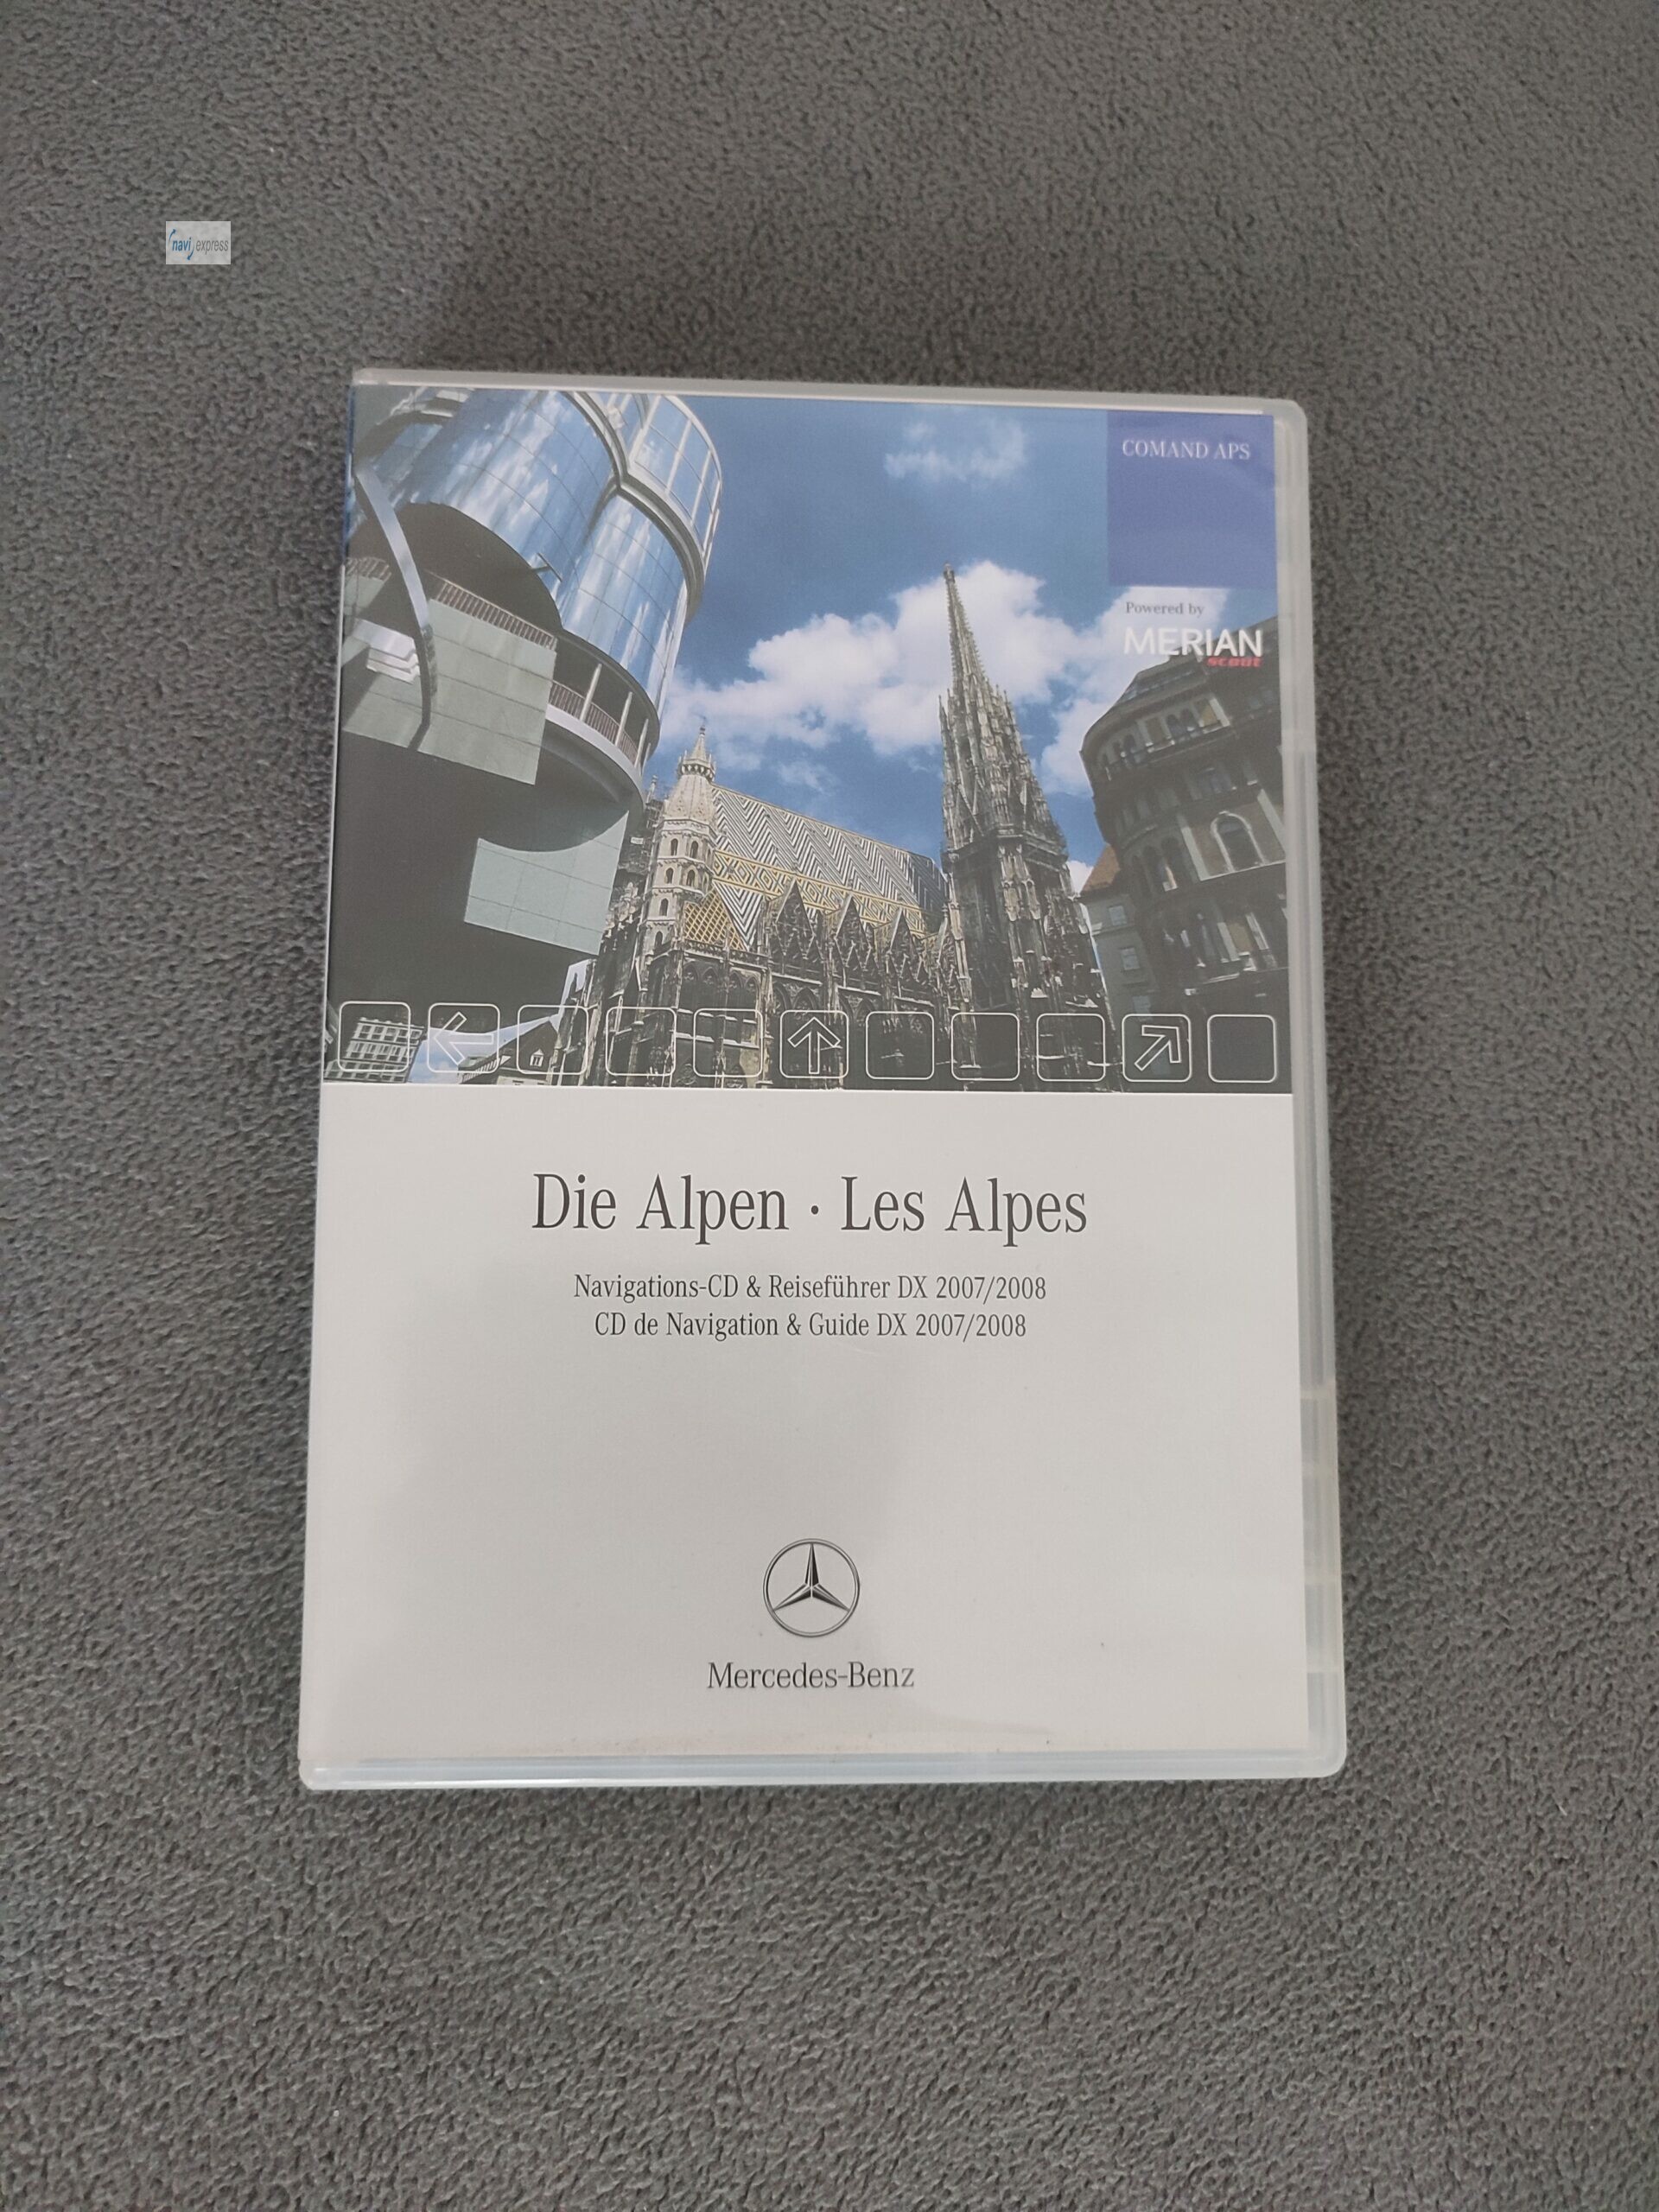 navi express
COMAND APS
Powered by
MERIAN
scout
Die Alpen · Les Alpes
Navigations-CD & Reiseführer DX 2007/2008
CD de Navigation & Guide DX 2007/2008
Mercedes-Benz